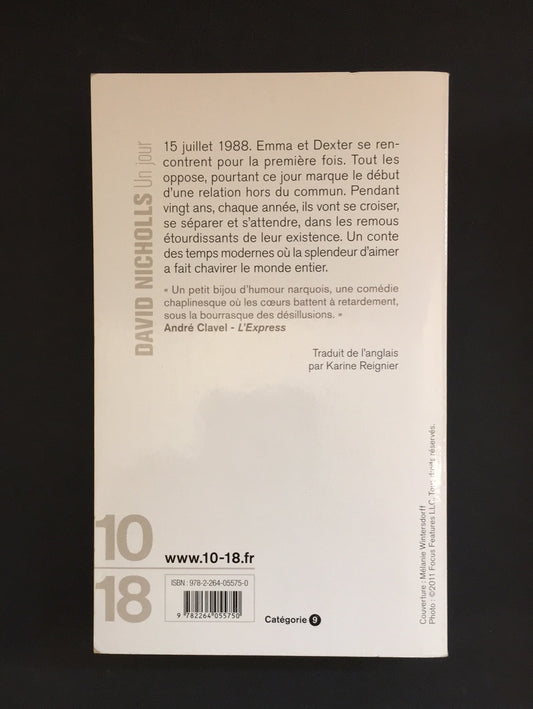 DAVID NICHOLLS Un jour
15 juillet 1988. Emma et Dexter se ren-
contrent pour la première fois. Tout les
oppose, pourtant ce jour marque le début
d'une relation hors du commun. Pendant
vingt ans, chaque année, ils vont se croiser,
se séparer et s'attendre, dans les remous
étourdissants de leur existence. Un conte
des temps modernes où la splendeur d'aimer
a fait chavirer le monde entier.
« Un petit bijou d'humour narquois, une comédie
chaplinesque où les cœurs battent à retardement,
sous la bourrasque des désillusions. »
André Clavel - L'Express
Traduit de l'anglais
par Karine Reignier
10
18
www.10-18.fr
ISBN : 978-2-264-05575-0
9 782264 055750
Catégorie 9
Couverture : Mélanie Wintersdorff
Photo : ©2011 Focus Features LLC. Tous droits réservés.